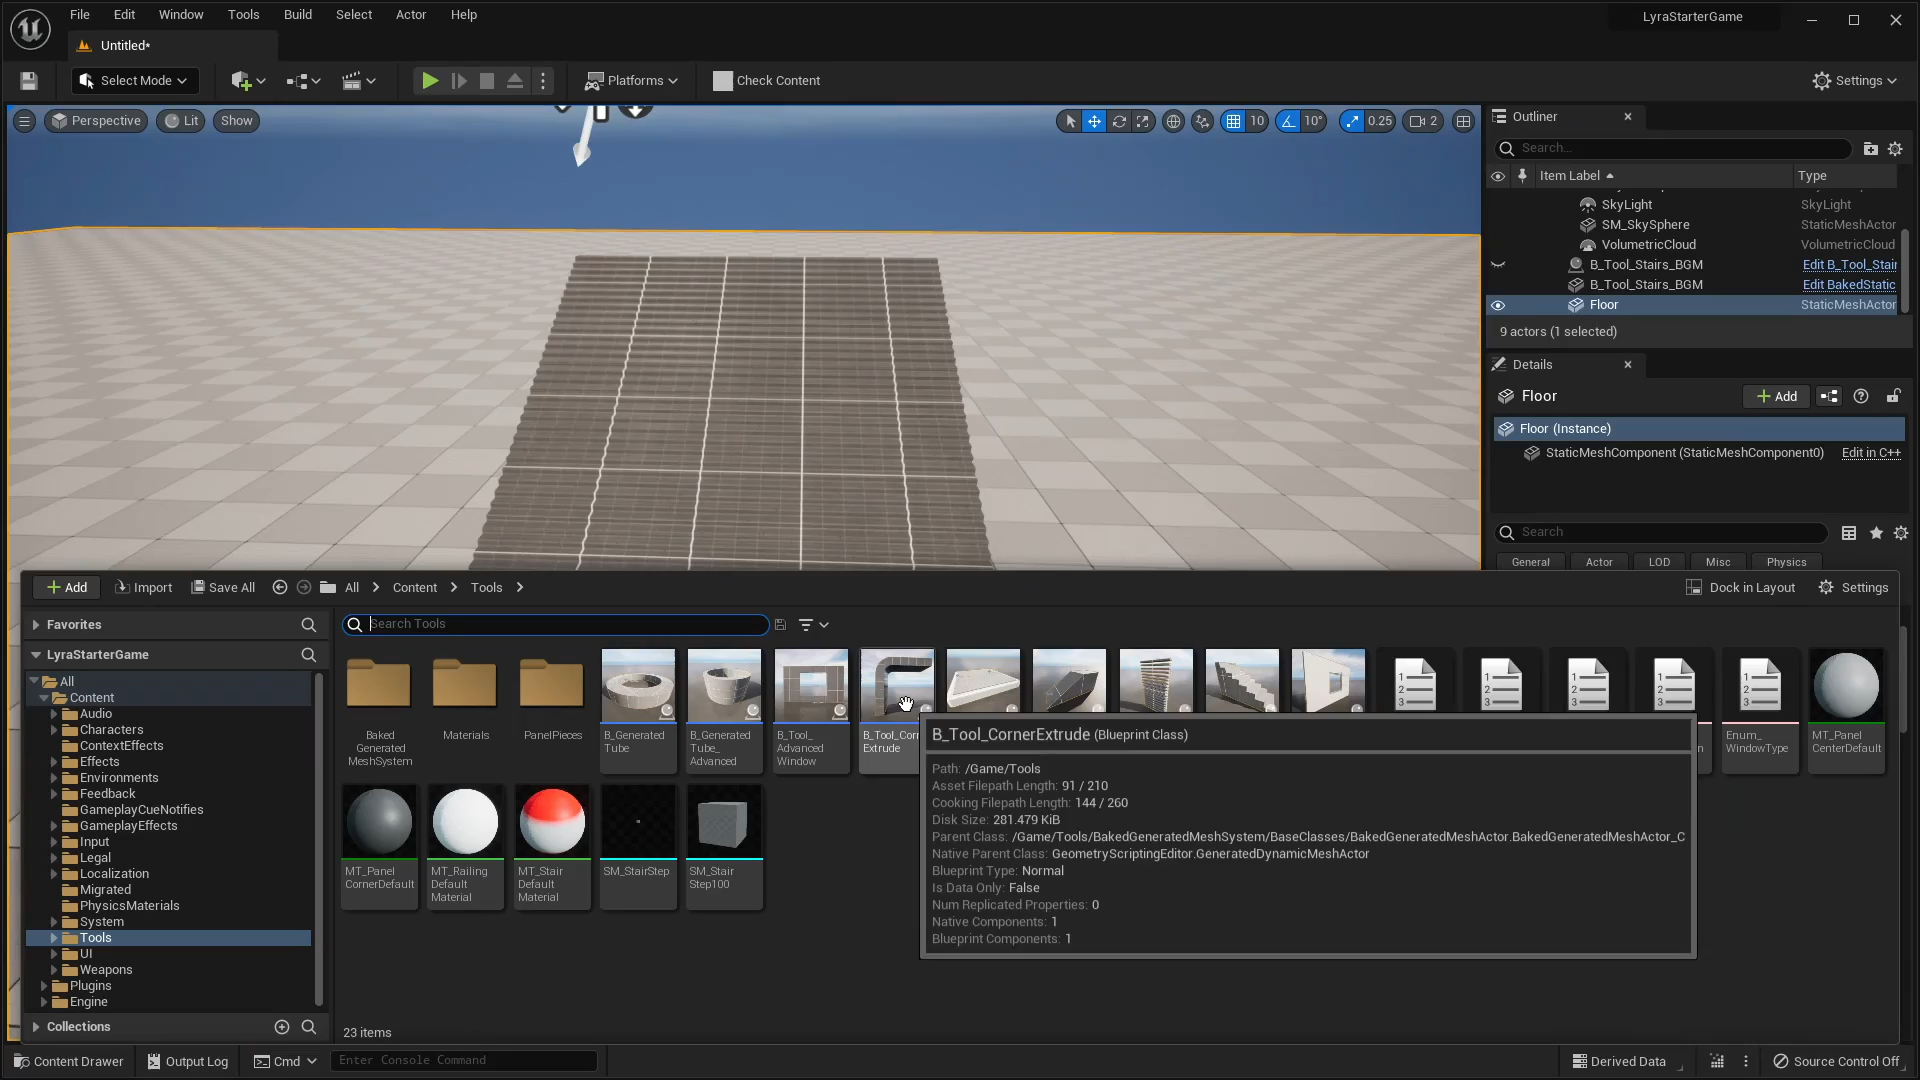 File Edit Window Tools Build Select Actor Help
LyraStarterGame
Untitled*
Select Mode
Platforms
Check Content
Settings
Perspective
Lit
Show
10
10°
0.25
2
Outliner
Search...
Item Label
Type
SkyLight
SkyLight
SM_SkySphere
StaticMeshActor
VolumetricCloud
VolumetricCloud
B_Tool_Stairs_BGM
Edit B_Tool_Stair
B_Tool_Stairs_BGM
Edit BakedStatic
Floor
StaticMeshActor
9 actors (1 selected)
Details
Floor
Add
Floor (Instance)
StaticMeshComponent (StaticMeshComponent0)
Edit in C++
Search
General
Actor
LOD
Misc
Physics
Add
Import
Save All
All
Content
Tools
Dock in Layout
Settings
Favorites
LyraStarterGame
All
Content
Audio
Characters
ContextEffects
Effects
Environments
Feedback
GameplayCueNotifies
GameplayEffects
Input
Legal
Localization
Migrated
PhysicsMaterials
System
Tools
UI
Weapons
Plugins
Engine
Collections
Search Tools
Baked
Generated
MeshSystem
Materials
PanelPieces
B_Generated
Tube
B_Generated
Tube_
Advanced
B_Tool_
Advanced
Window
B_Tool_Corn
Extrude
Enum_
WindowType
MT_Panel
CenterDefault
MT_Panel
CornerDefault
MT_Railing
Default
Material
MT_Stair
Default
Material
SM_StairStep
SM_Stair
Step100
B_Tool_CornerExtrude (Blueprint Class)
Path: /Game/Tools
Asset Filepath Length: 91 / 210
Cooking Filepath Length: 144 / 260
Disk Size: 281.479 KiB
Parent Class: /Game/Tools/BakedGeneratedMeshSystem/BaseClasses/BakedGeneratedMeshActor.BakedGeneratedMeshActor_C
Native Parent Class: GeometryScriptingEditor.GeneratedDynamicMeshActor
Blueprint Type: Normal
Is Data Only: False
Num Replicated Properties: 0
Native Components: 1
Blueprint Components: 1
23 items
Content Drawer
Output Log
Cmd
Enter Console Command
Derived Data
Source Control Off